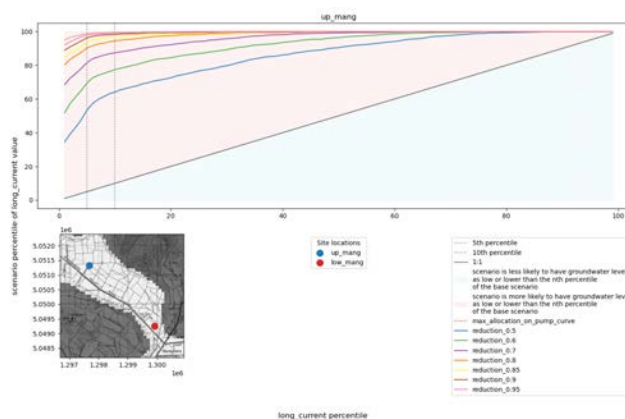 up_mang
100
80
60
40
20
0
0
20
40
60
80
100
scenario percentile of long_current value
1e6
5.0520
5.0515
5.0510
5.0505
5.0500
5.0495
5.0490
5.0485
1.297
1.298
1.299
1.300
1e6
Site locations
up_mang
low_mang
5th percentile
10th percentile
1:1
scenario is less likely to have groundwater level
as low or lower than the nth percentile
of the base scenario
scenario is more likely to have groundwater level
as low or lower than the nth percentile
of the base scenario
max_allocation_on_pump_curve
reduction_0.5
reduction_0.6
reduction_0.7
reduction_0.8
reduction_0.85
reduction_0.9
reduction_0.95
long_current percentile